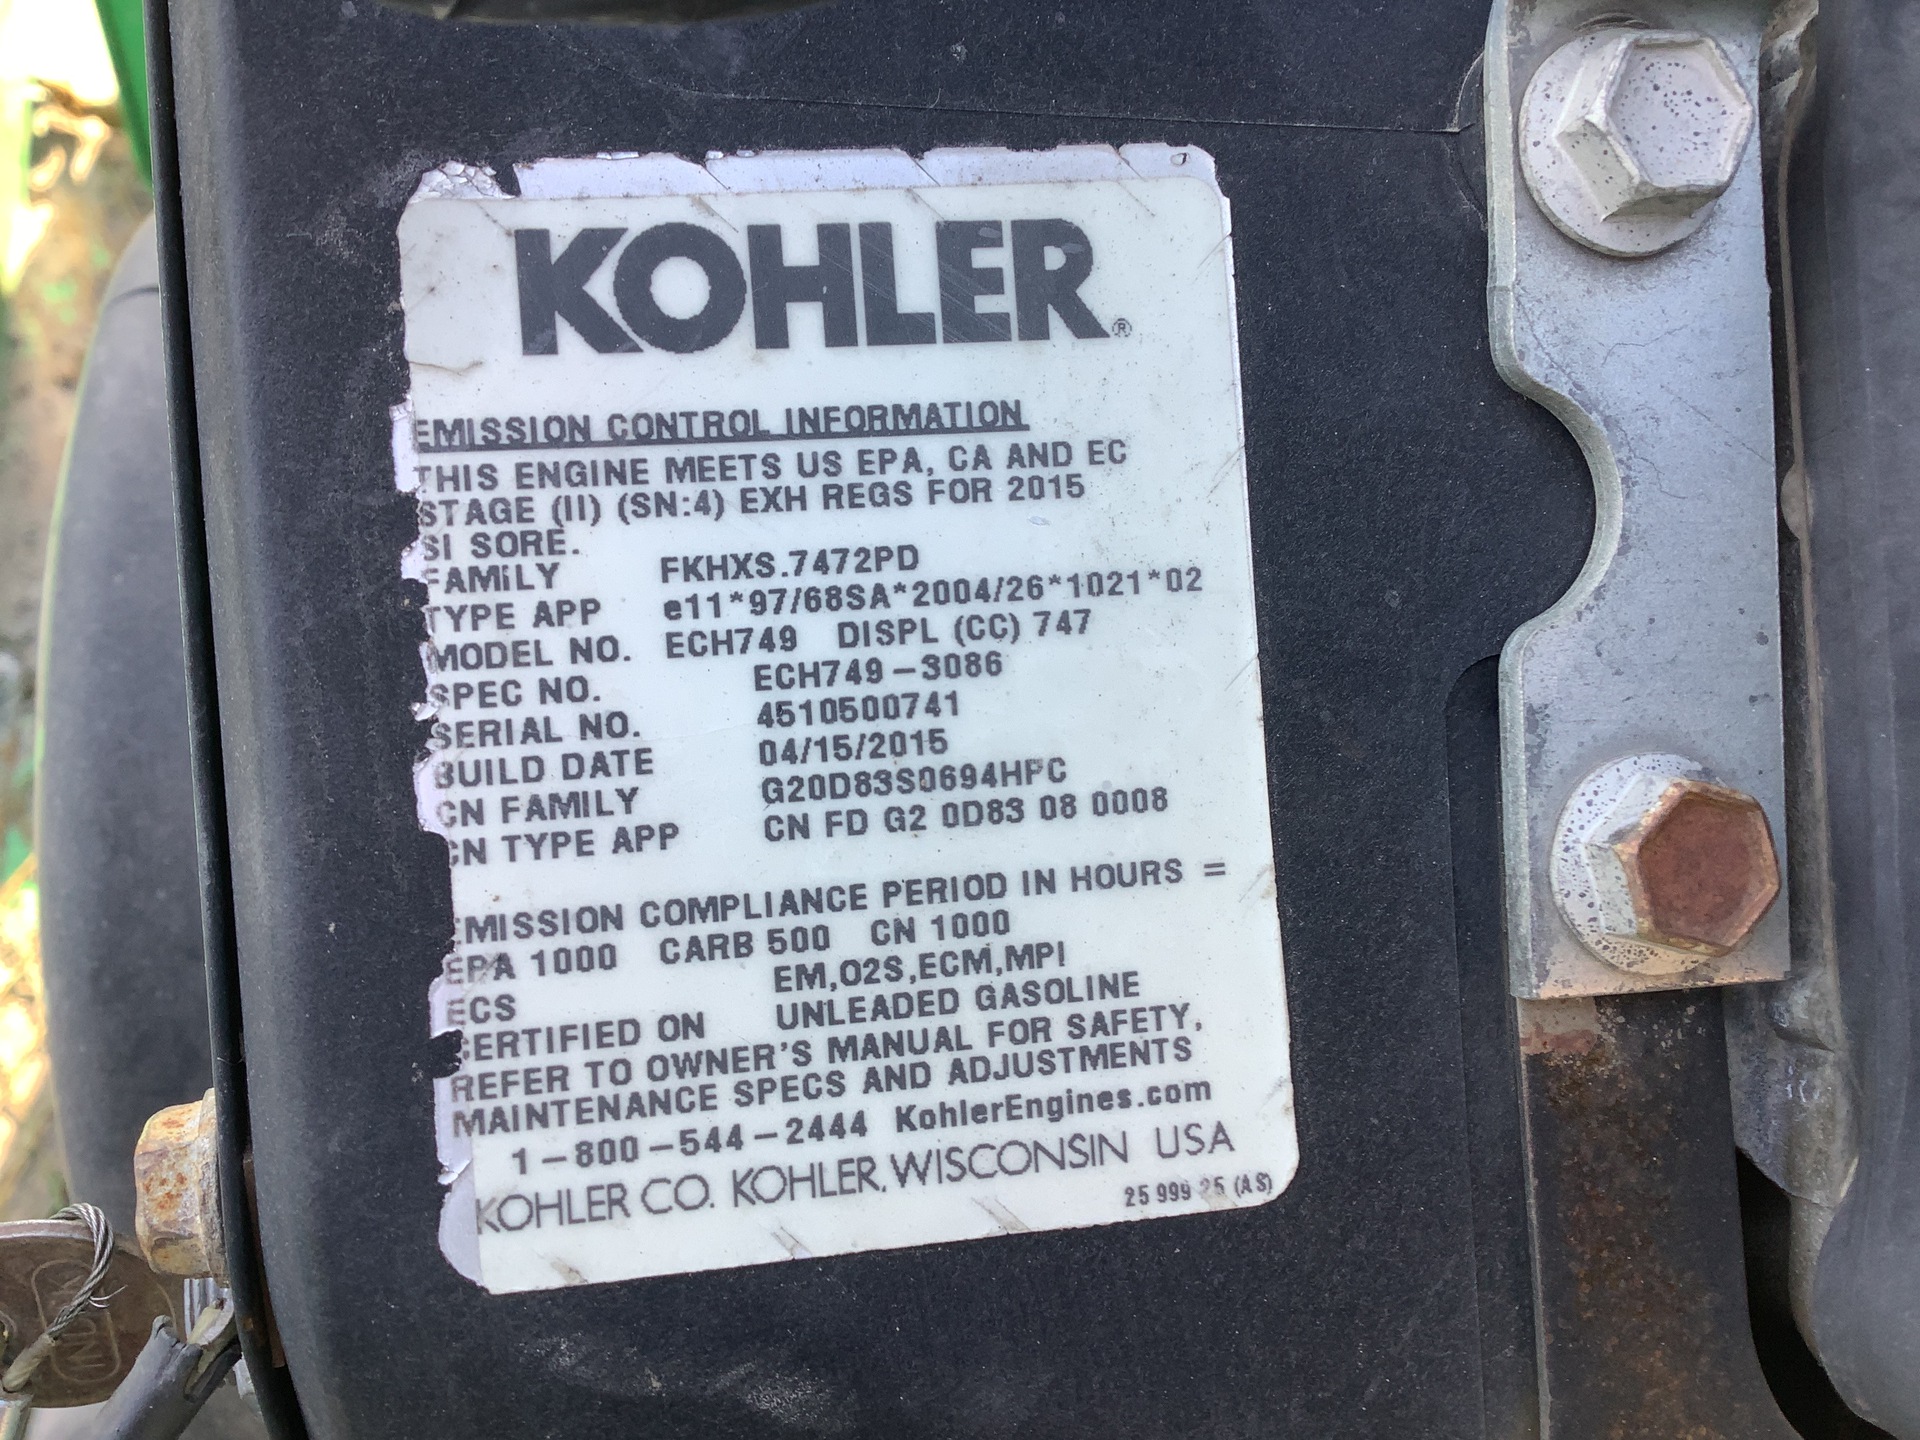 KOHLER®
EMISSION CONTROL INFORMATION
THIS ENGINE MEETS US EPA, CA AND EC
STAGE (II) (SN:4) EXH REGS FOR 2015
SI SORE.
FAMILY FKHXS.7472PD
TYPE APP e11*97/68SA*2004/26*1021*02
MODEL NO. ECH749 DISPL (CC) 747
SPEC NO. ECH749-3086
SERIAL NO. 4510500741
BUILD DATE 04/15/2015
CN FAMILY G20D83S0694HPC
CN TYPE APP CN FD G2 0D83 08 0008
EMISSION COMPLIANCE PERIOD IN HOURS =
EPA 1000 CARB 500 CN 1000
ECS EM,O2S,ECM,MPI
CERTIFIED ON UNLEADED GASOLINE
REFER TO OWNER'S MANUAL FOR SAFETY,
MAINTENANCE SPECS AND ADJUSTMENTS
1-800-544-2444 KohlerEngines.com
KOHLER CO. KOHLER, WISCONSIN USA
25 999 25 (AS)